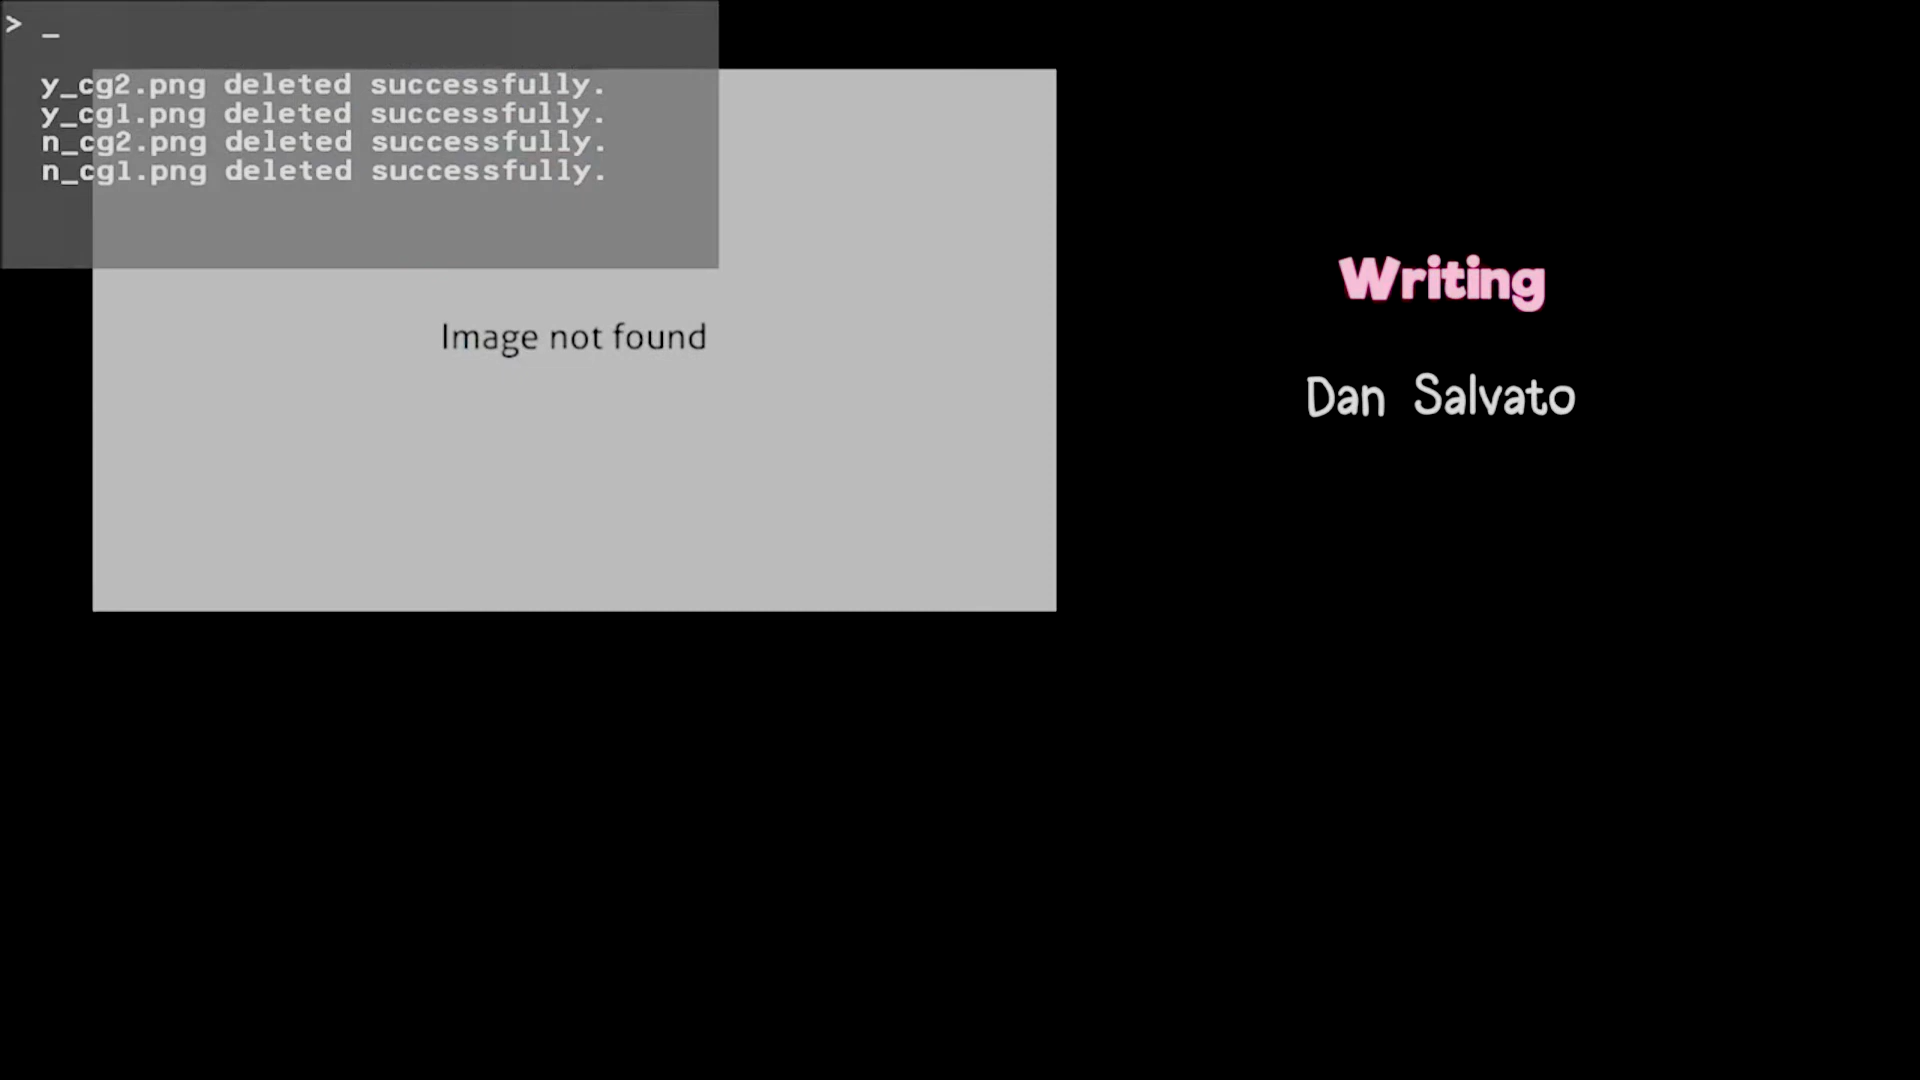 > _
y_cg2.png deleted successfully.
y_cg1.png deleted successfully.
n_cg2.png deleted successfully.
n_cg1.png deleted successfully.
Image not found
Writing
Dan Salvato